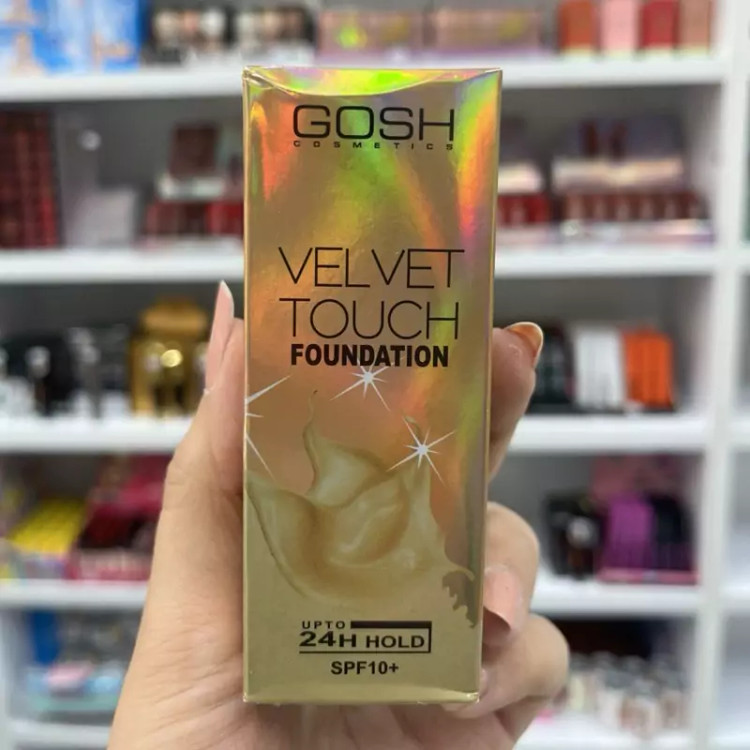 GOSH
COSMETICS
VELVET
TOUCH
FOUNDATION
UPTO
24H HOLD
SPF10+